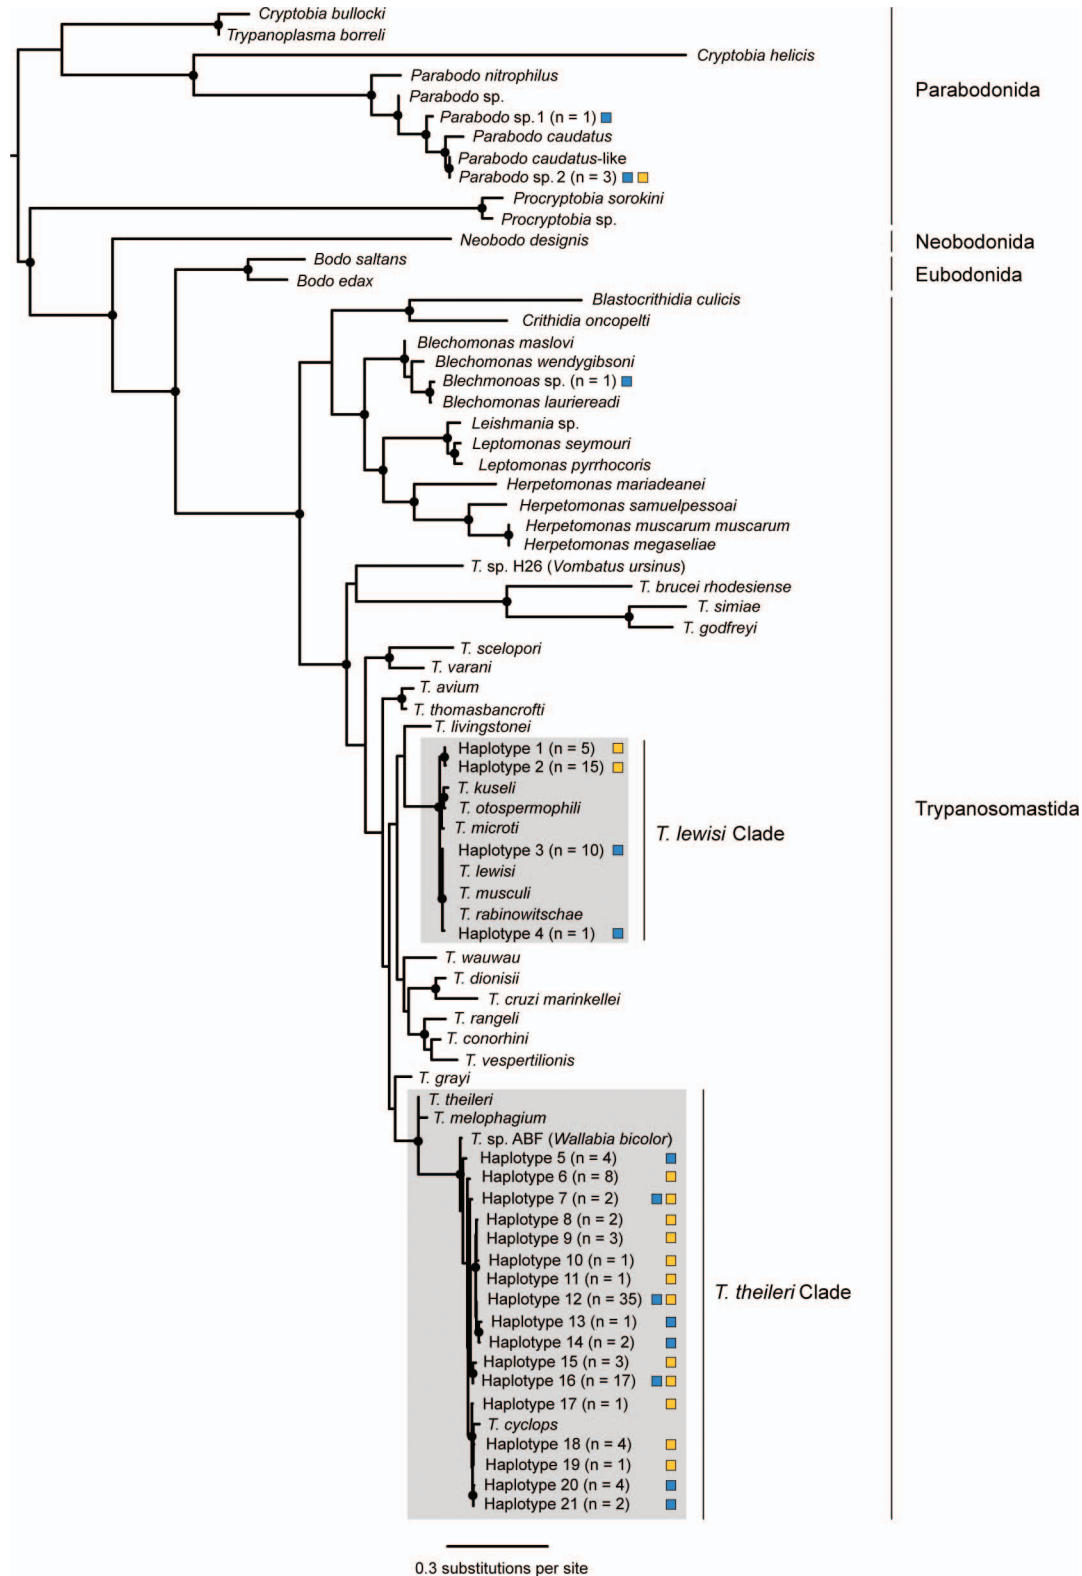 Cryptobia bullocki
Trypanoplasma borreli
Cryptobia helicis
Parabodo nitrophilus
Parabodo sp.
Parabodo sp. 1 (n = 1)
Parabodo caudatus
Parabodo caudatus-like
Parabodo sp. 2 (n = 3)
Procryptobia sorokini
Procryptobia sp.
Parabodonida
Neobodo designis
Neobodonida
Bodo saltans
Bodo edax
Eubodonida
Blastocrithidia culicis
Crithidia oncopelti
Blechomonas maslovi
Blechomonas wendygibsoni
Blechmonoas sp. (n = 1)
Blechomonas lauriereadi
Leishmania sp.
Leptomonas seymouri
Leptomonas pyrrhocoris
Herpetomonas mariadeanei
Herpetomonas samuelpessoai
Herpetomonas muscarum muscarum
Herpetomonas megaseliae
T. sp. H26 (Vombatus ursinus)
T. brucei rhodesiense
T. simiae
T. godfreyi
T. scelopori
T. varani
T. avium
T. thomasbancrofti
T. livingstonei
Haplotype 1 (n = 5)
Haplotype 2 (n = 15)
T. kuseli
T. otospermophili
T. microti
Haplotype 3 (n = 10)
T. lewisi
T. musculi
T. rabinowitschae
Haplotype 4 (n = 1)
T. lewisi Clade
Trypanosomastida
T. wauwau
T. dionisii
T. cruzi marinkellei
T. rangeli
T. conorhini
T. vespertilionis
T. grayi
T. theileri
T. melophagium
T. sp. ABF (Wallabia bicolor)
Haplotype 5 (n = 4)
Haplotype 6 (n = 8)
Haplotype 7 (n = 2)
Haplotype 8 (n = 2)
Haplotype 9 (n = 3)
Haplotype 10 (n = 1)
Haplotype 11 (n = 1)
Haplotype 12 (n = 35)
Haplotype 13 (n = 1)
Haplotype 14 (n = 2)
Haplotype 15 (n = 3)
Haplotype 16 (n = 17)
Haplotype 17 (n = 1)
T. cyclops
Haplotype 18 (n = 4)
Haplotype 19 (n = 1)
Haplotype 20 (n = 4)
Haplotype 21 (n = 2)
T. theileri Clade
0.3 substitutions per site